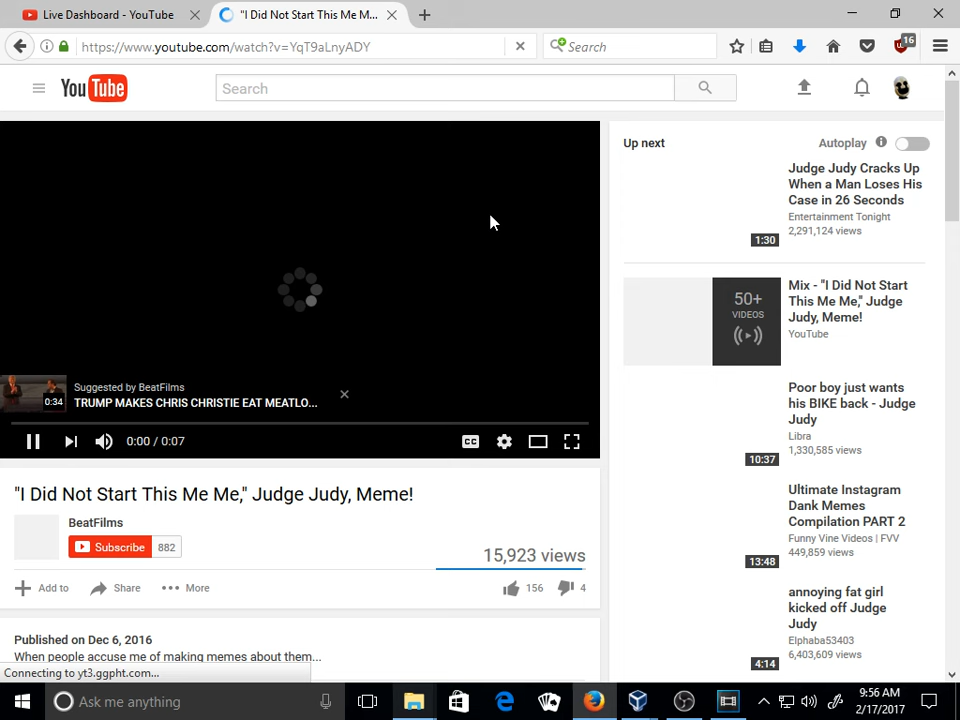 Live Dashboard - YouTube
"I Did Not Start This Me M...
https://www.youtube.com/watch?v=YqT9aLnyADY
Search
16
YouTube
Search
Up next
Autoplay
Judge Judy Cracks Up
When a Man Loses His
Case in 26 Seconds
Entertainment Tonight
2,291,124 views
1:30
50+
VIDEOS
Mix - "I Did Not Start
This Me Me," Judge
Judy, Meme!
YouTube
Poor boy just wants
his BIKE back - Judge
Judy
Libra
1,330,585 views
10:37
Ultimate Instagram
Dank Memes
Compilation PART 2
Funny Vine Videos | FVV
449,859 views
13:48
annoying fat girl
kicked off Judge
Judy
Elphaba53403
6,403,609 views
4:14
Suggested by BeatFilms
0:34
TRUMP MAKES CHRIS CHRISTIE EAT MEATLO...
0:00 / 0:07
CC
"I Did Not Start This Me Me," Judge Judy, Meme!
BeatFilms
Subscribe
882
15,923 views
Add to
Share
More
156
4
Published on Dec 6, 2016
When people accuse me of making memes about them...
Connecting to yt3.ggpht.com...
Ask me anything
9:56 AM
2/17/2017